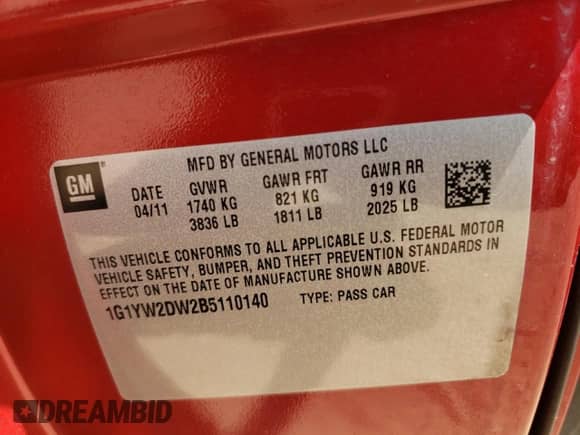 GM
MFD BY GENERAL MOTORS LLC
DATE GVWR GAWR FRT GAWR RR
04/11 1740 KG 821 KG 919 KG
3836 LB 1811 LB 2025 LB
THIS VEHICLE CONFORMS TO ALL APPLICABLE U.S. FEDERAL MOTOR
VEHICLE SAFETY, BUMPER, AND THEFT PREVENTION STANDARDS IN
EFFECT ON THE DATE OF MANUFACTURE SHOWN ABOVE.
1G1YW2DW2B5110140 TYPE: PASS CAR
DREAMBID